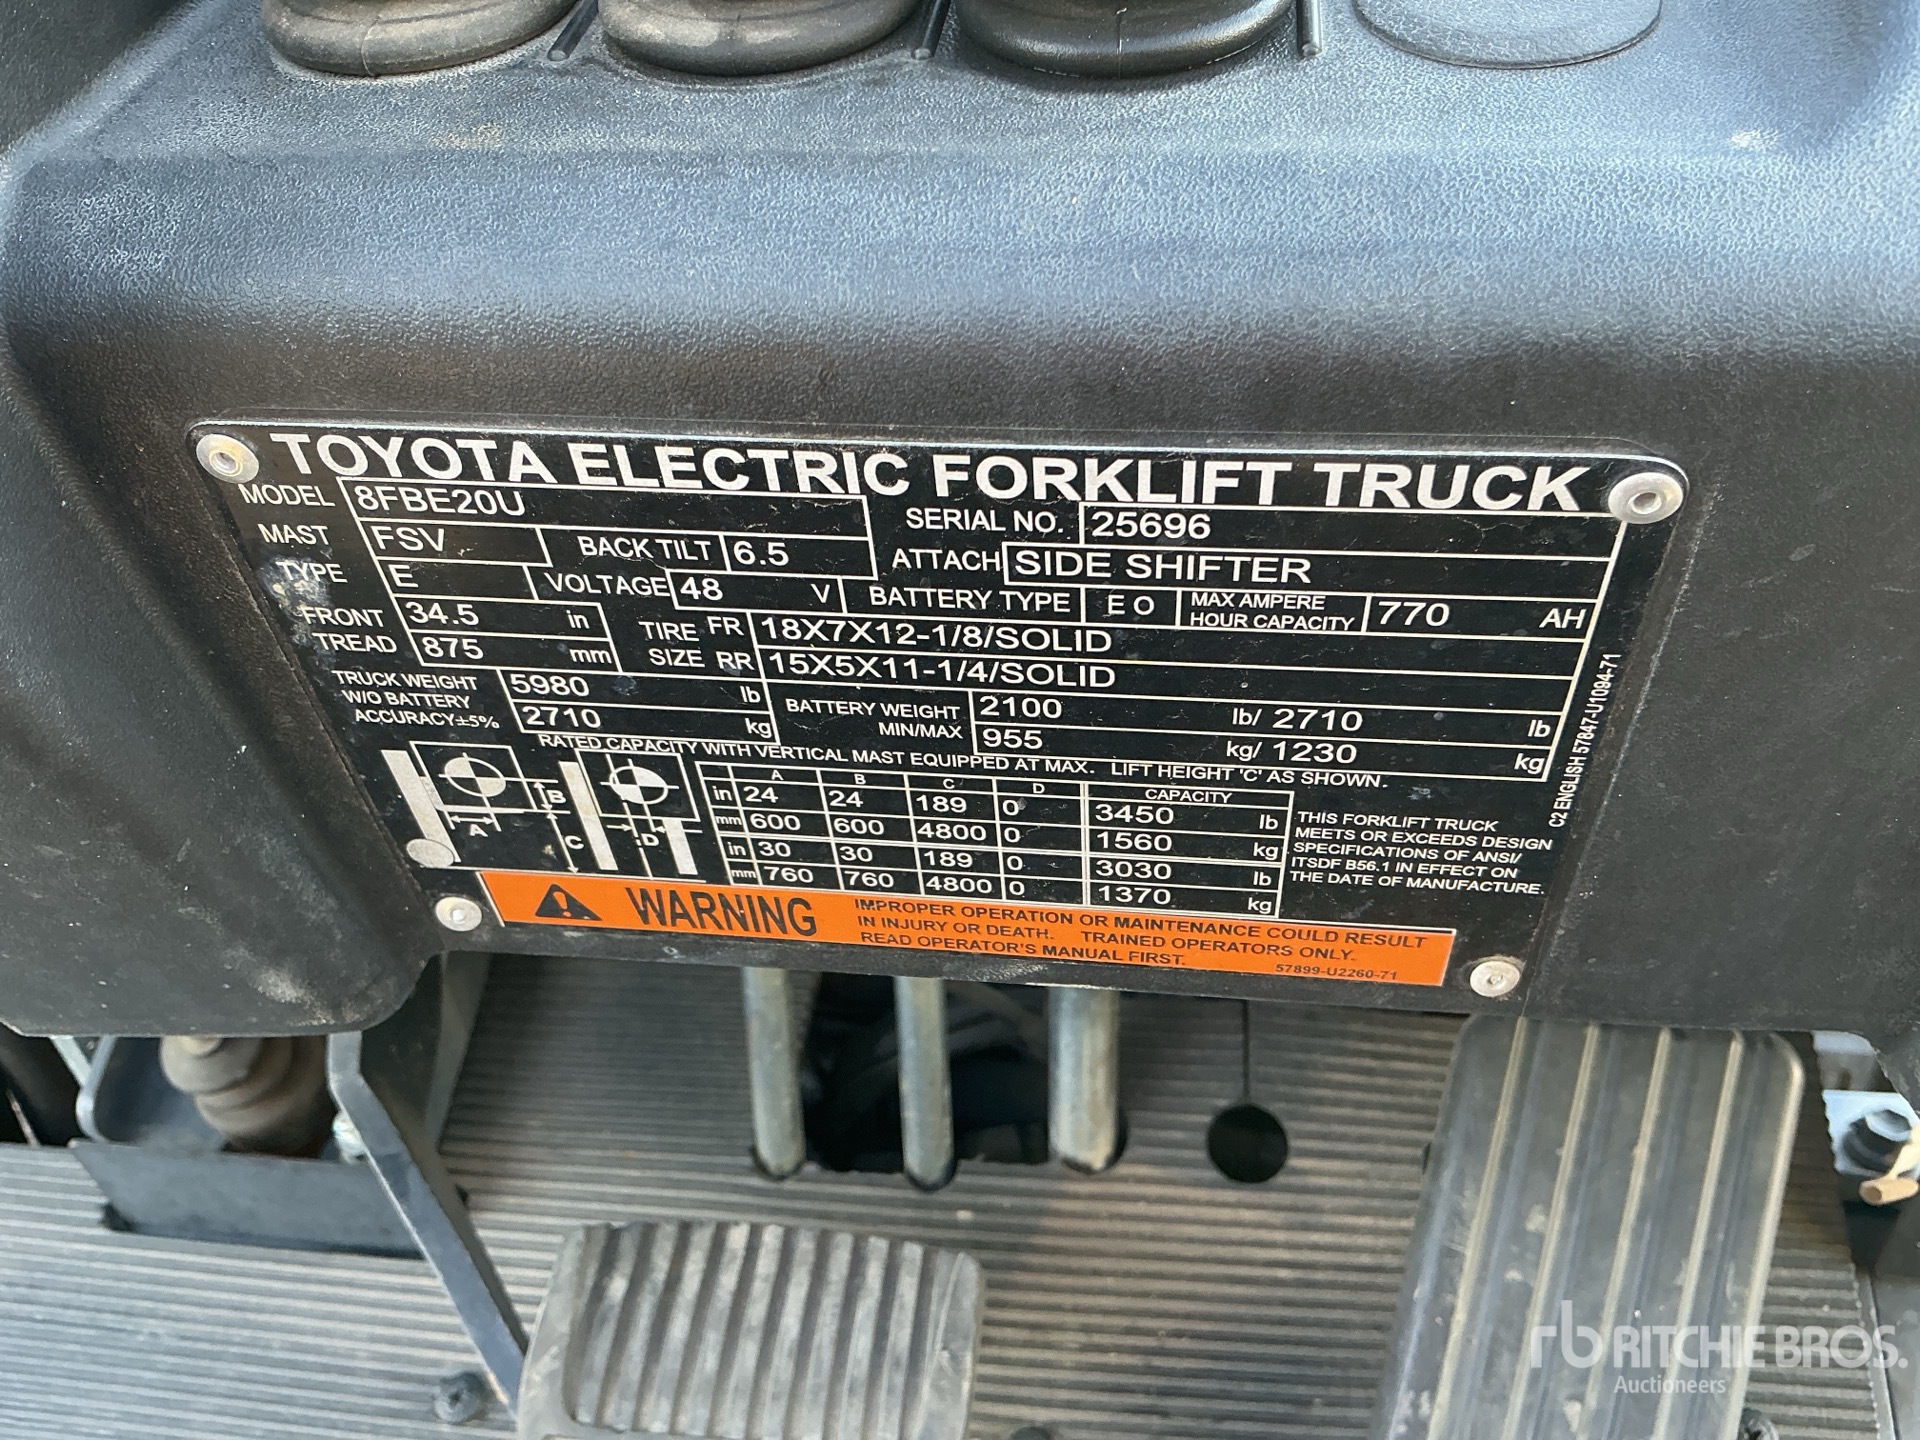 TOYOTA ELECTRIC FORKLIFT TRUCK
MODEL 8FBE20U SERIAL NO. 25696
MAST FSV BACK TILT 6.5 ATTACH SIDE SHIFTER
TYPE E VOLTAGE 48 V BATTERY TYPE E O MAX AMPERE HOUR CAPACITY 770 AH
FRONT TREAD 34.5 in TIRE SIZE FR 18X7X12-1/8/SOLID
875 mm RR 15X5X11-1/4/SOLID
TRUCK WEIGHT W/O BATTERY ACCURACY±5% 5980 lb BATTERY WEIGHT MIN/MAX 2100 lb/ 2710 lb
2710 kg 955 kg/ 1230 kg
RATED CAPACITY WITH VERTICAL MAST EQUIPPED AT MAX. LIFT HEIGHT 'C' AS SHOWN.
A B C D CAPACITY
in 24 24 189 0 3450 lb
mm 600 600 4800 0 1560 kg
in 30 30 189 0 3030 lb
mm 760 760 4800 0 1370 kg
A B C D
THIS FORKLIFT TRUCK
MEETS OR EXCEEDS DESIGN
SPECIFICATIONS OF ANSI/
ITSDF B56.1 IN EFFECT ON
THE DATE OF MANUFACTURE.
C2 ENGLISH 57847-U1094-71
WARNING
IMPROPER OPERATION OR MAINTENANCE COULD RESULT
IN INJURY OR DEATH. TRAINED OPERATORS ONLY.
READ OPERATOR'S MANUAL FIRST.
57899-U2260-71
rb RITCHIE BROS.
Auctioneers